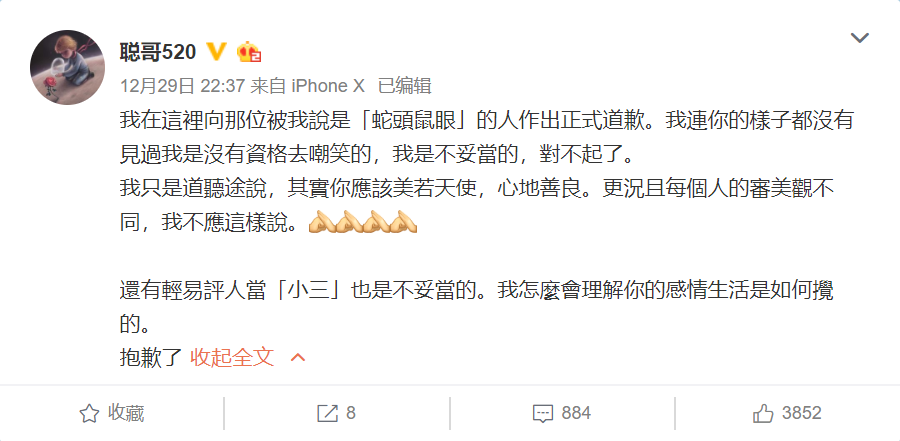 聪哥520
12月29日 22:37 来自 iPhone X 已编辑
我在這裡向那位被我說是「蛇頭鼠眼」的人作出正式道歉。我連你的樣子都沒有
見過我是沒有資格去嘲笑的，我是不妥當的，對不起了。
我只是道聽途說，其實你應該美若天使，心地善良。更況且每個人的審美觀不
同，我不應這樣說。
還有輕易評人當「小三」也是不妥當的。我怎麼會理解你的感情生活是如何攪
的。
抱歉了 收起全文
收藏 8 884 3852